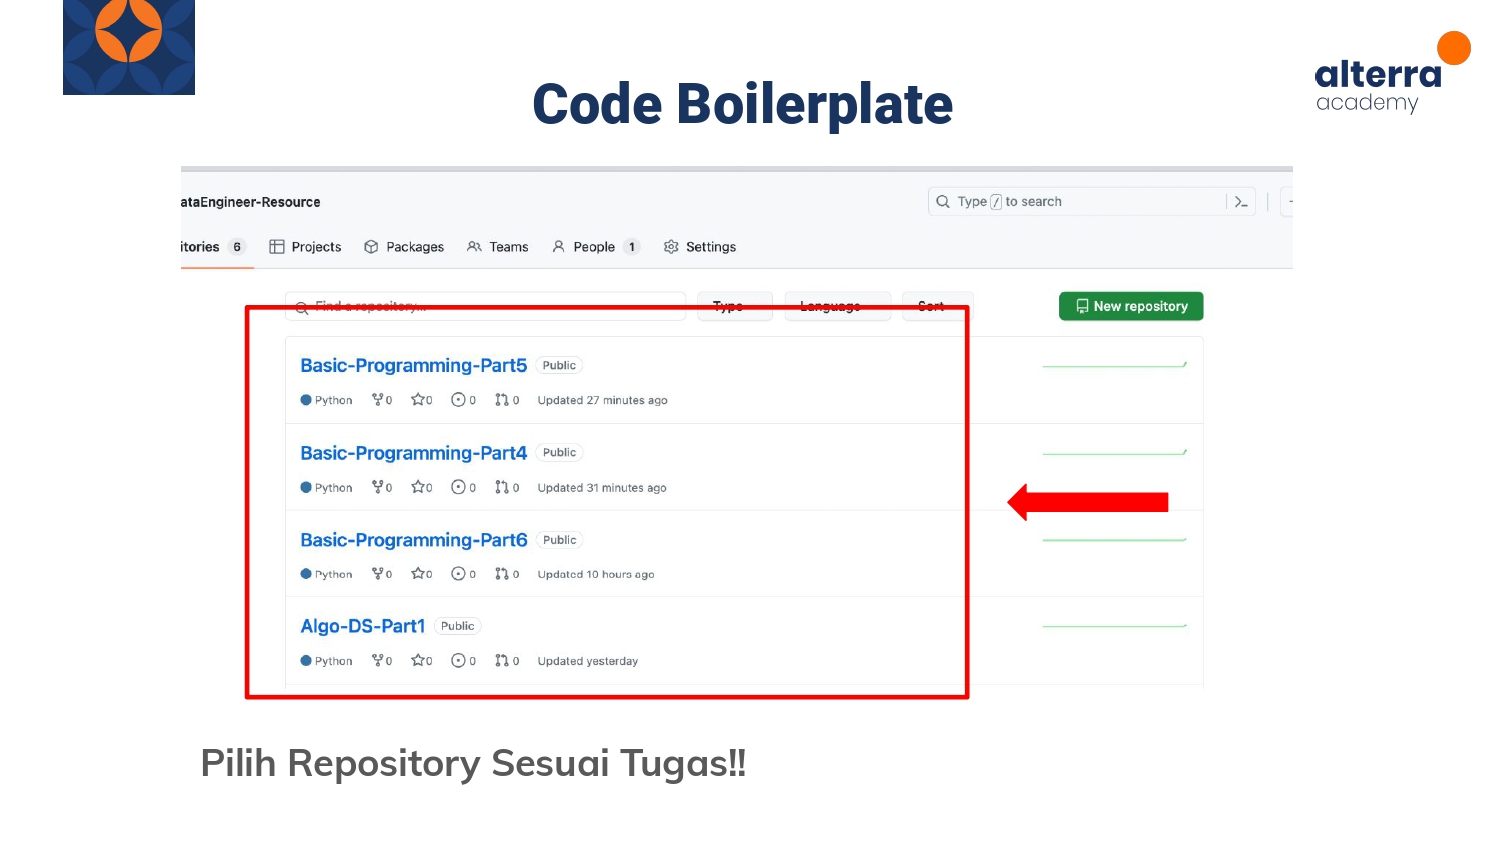 alterra
academy
Code Boilerplate
ataEngineer-Resource
Type / to search
itories 6 Projects Packages Teams People 1 Settings
Find a repository... Type Language Sort New repository
Basic-Programming-Part5 Public
Python 0 0 0 0 Updated 27 minutes ago
Basic-Programming-Part4 Public
Python 0 0 0 0 Updated 31 minutes ago
Basic-Programming-Part6 Public
Python 0 0 0 0 Updated 10 hours ago
Algo-DS-Part1 Public
Python 0 0 0 0 Updated yesterday
Pilih Repository Sesuai Tugas!!